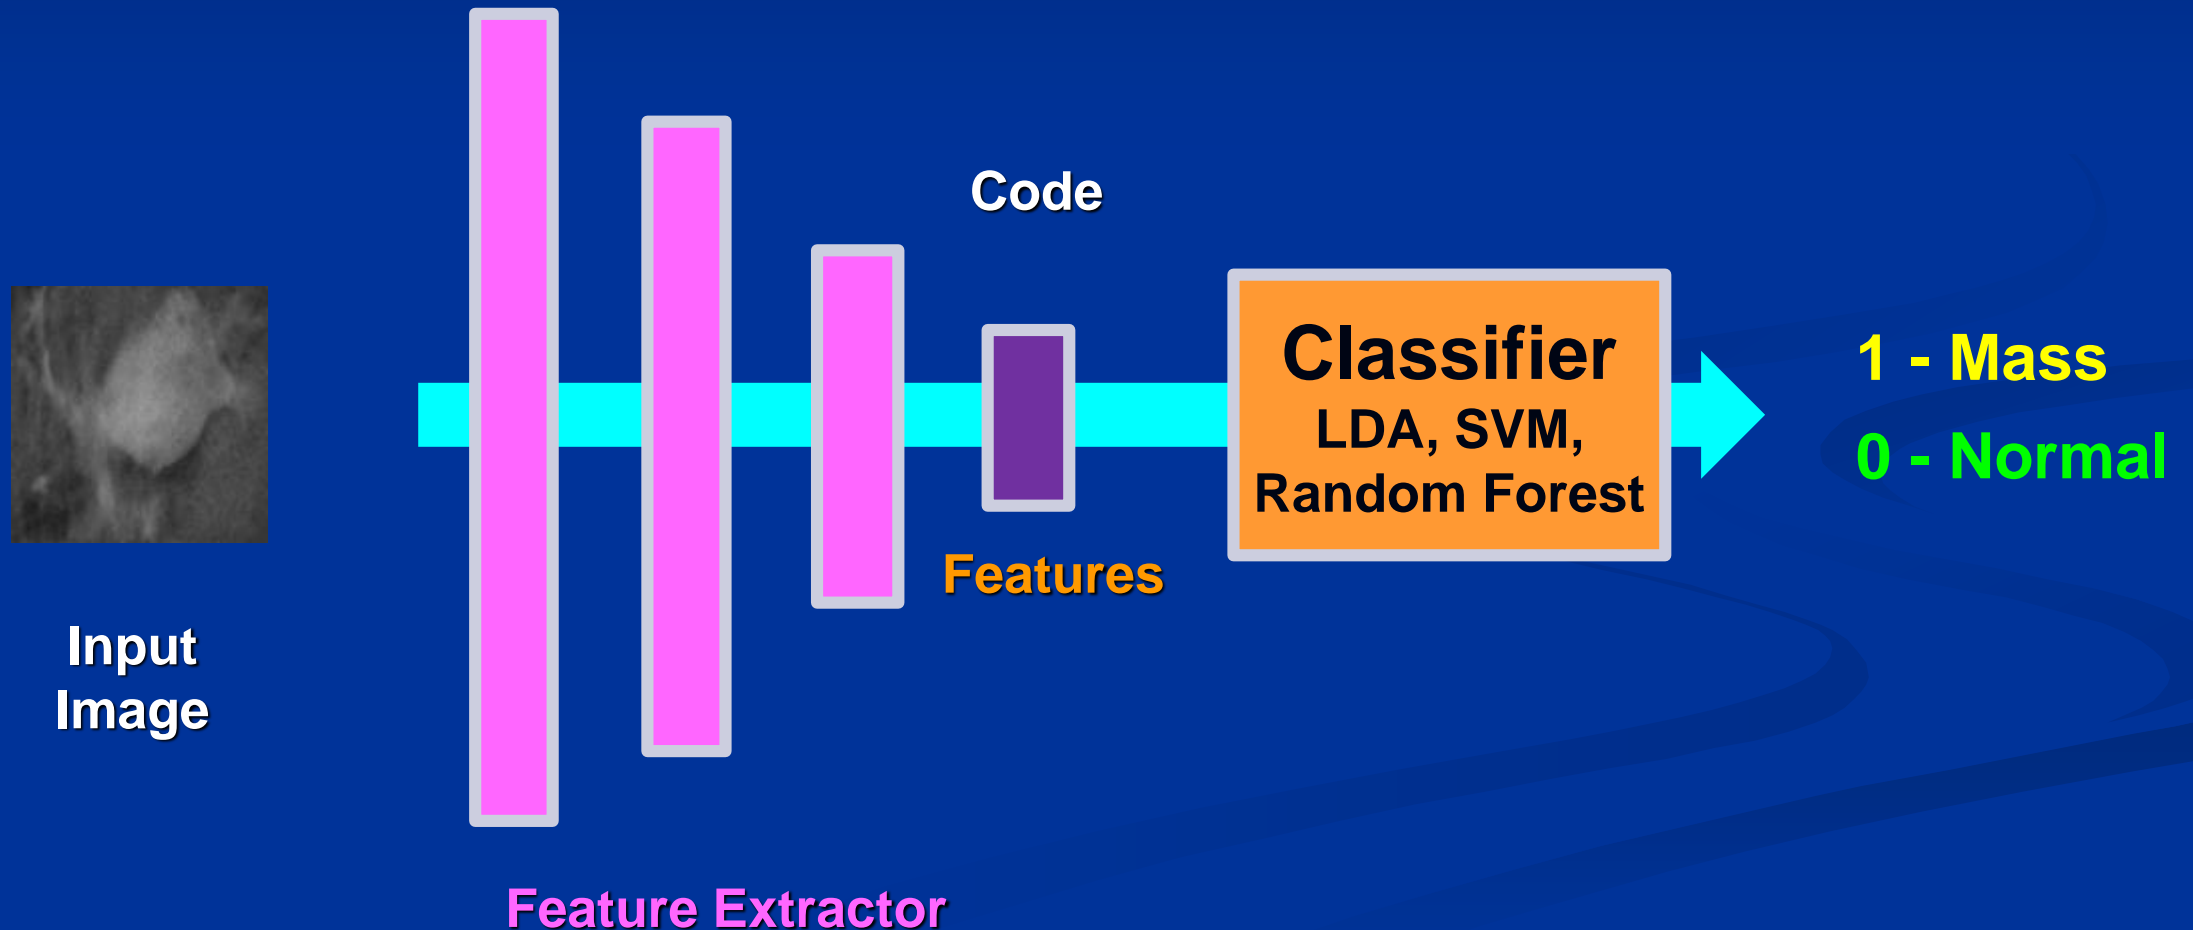 Code
Classifier
LDA, SVM,
Random Forest
1 - Mass
0 - Normal
Features
Input
Image
Feature Extractor